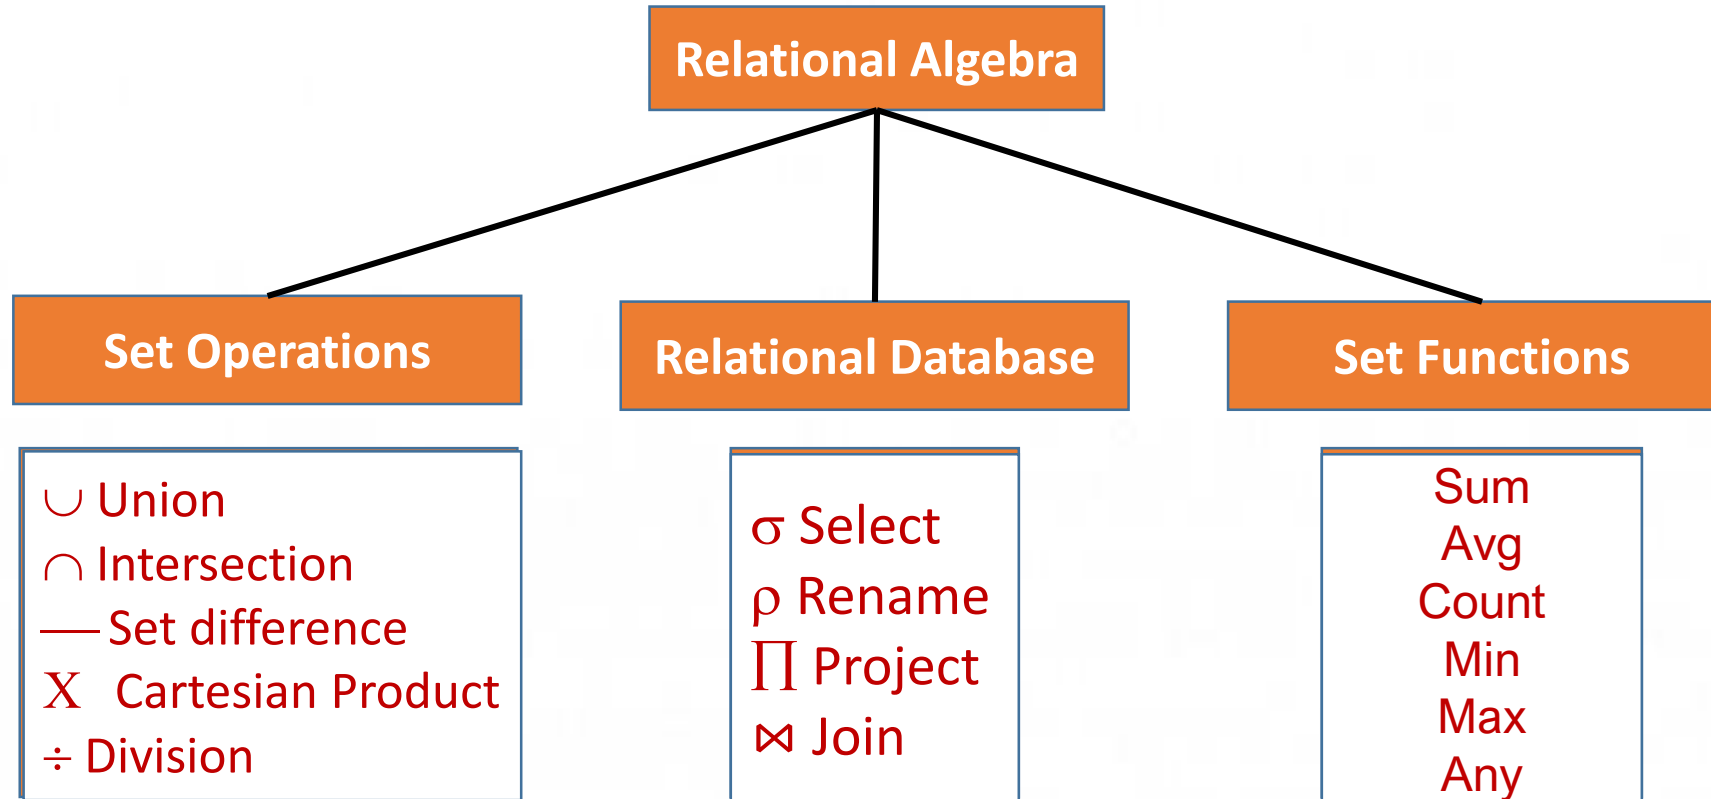 Relational Algebra
Set Operations
Relational Database
Set Functions
∪ Union
∩ Intersection
— Set difference
X Cartesian Product
÷ Division
σ Select
ρ Rename
∏ Project
⋈ Join
Sum
Avg
Count
Min
Max
Any